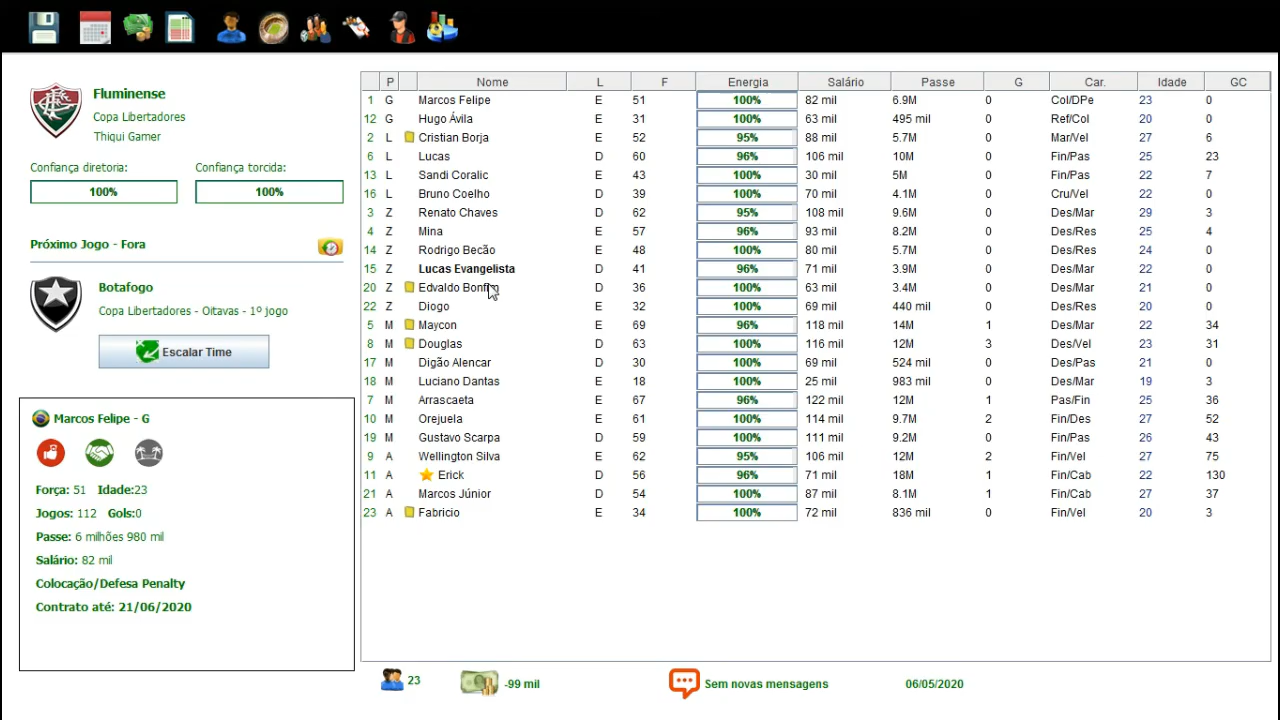 Fluminense
Copa Libertadores
Thiqui Gamer
Confiança diretoria: Confiança torcida:
100% 100%
Próximo Jogo - Fora
Botafogo
Copa Libertadores - Oitavas - 1º jogo
Escalar Time
Marcos Felipe - G
Força: 51 Idade:23
Jogos: 112 Gols:0
Passe: 6 milhões 980 mil
Salário: 82 mil
Colocação/Defesa Penalty
Contrato até: 21/06/2020
P Nome L F Energia Salário Passe G Car. Idade GC
1 G Marcos Felipe E 51 100% 82 mil 6.9M 0 Col/DPe 23 0
12 G Hugo Ávila E 31 100% 63 mil 495 mil 0 Ref/Col 20 0
2 L Cristian Borja E 52 95% 88 mil 5.7M 0 Mar/Vel 27 6
6 L Lucas D 60 96% 106 mil 10M 0 Fin/Pas 25 23
13 L Sandi Coralic E 43 100% 30 mil 5M 0 Fin/Pas 22 7
16 L Bruno Coelho D 39 100% 70 mil 4.1M 0 Cru/Vel 22 0
3 Z Renato Chaves D 62 95% 108 mil 9.6M 0 Des/Mar 29 3
4 Z Mina E 57 96% 93 mil 8.2M 0 Des/Res 25 4
14 Z Rodrigo Becão E 48 100% 80 mil 5.7M 0 Des/Mar 24 0
15 Z Lucas Evangelista D 41 96% 71 mil 3.9M 0 Des/Mar 22 0
20 Z Edvaldo Bonfim D 36 100% 63 mil 3.4M 0 Des/Mar 20 0
22 Z Diogo E 32 100% 69 mil 440 mil 0 Des/Res 20 0
5 M Maycon E 69 96% 118 mil 14M 1 Des/Mar 22 34
8 M Douglas D 63 100% 116 mil 12M 3 Des/Vel 23 31
17 M Digão Alencar D 30 100% 69 mil 524 mil 0 Des/Pas 21 0
18 M Luciano Dantas E 18 100% 25 mil 983 mil 0 Des/Mar 19 3
7 M Arrascaeta E 67 96% 122 mil 12M 1 Pas/Fin 25 36
10 M Orejuela E 61 100% 114 mil 9.7M 2 Fin/Des 27 52
19 M Gustavo Scarpa D 59 100% 111 mil 9.2M 0 Fin/Pas 26 43
9 A Wellington Silva E 62 95% 106 mil 12M 2 Fin/Vel 27 75
11 A Erick D 56 96% 71 mil 18M 1 Fin/Cab 22 130
21 A Marcos Júnior D 54 100% 87 mil 8.1M 1 Fin/Cab 27 37
23 A Fabricio E 34 100% 72 mil 836 mil 0 Fin/Vel 20 3
23 -99 mil Sem novas mensagens 06/05/2020